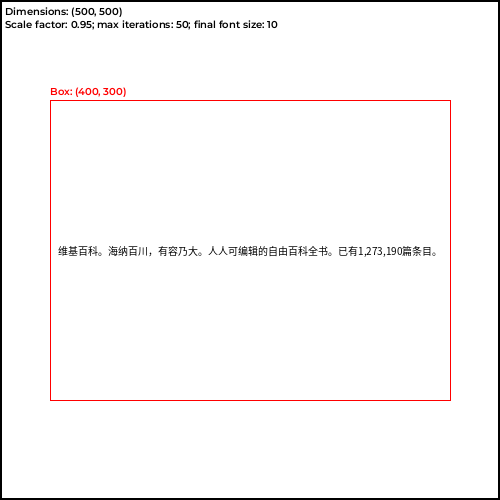 Dimensions: (500, 500)
Scale factor: 0.95; max iterations: 50; final font size: 10
Box: (400, 300)
维基百科。海纳百川，有容乃大。人人可编辑的自由百科全书。已有1,273,190篇条目。